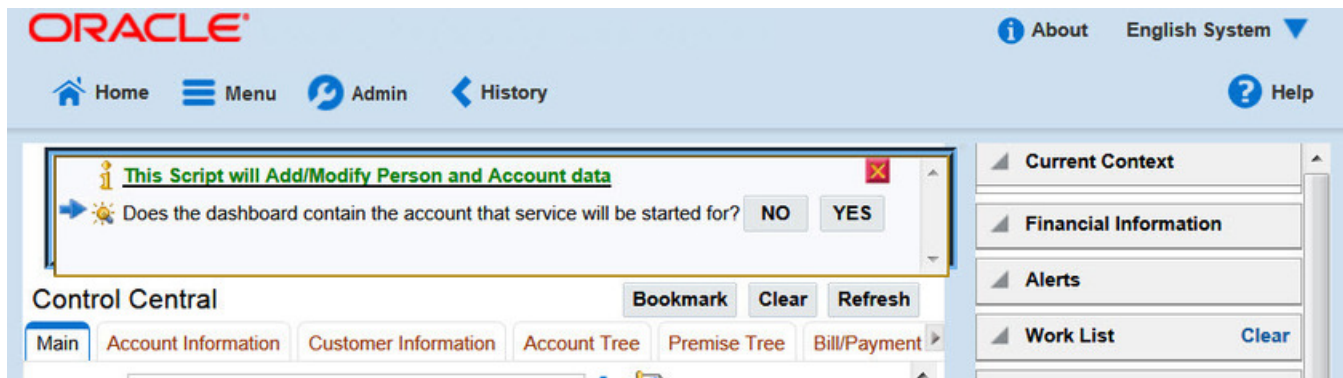 ORACLE
About English System
Home Menu Admin History
Help
This Script will Add/Modify Person and Account data
Does the dashboard contain the account that service will be started for? NO YES
Control Central
Bookmark Clear Refresh
Main Account Information Customer Information Account Tree Premise Tree Bill/Payment
Current Context
Financial Information
Alerts
Work List Clear